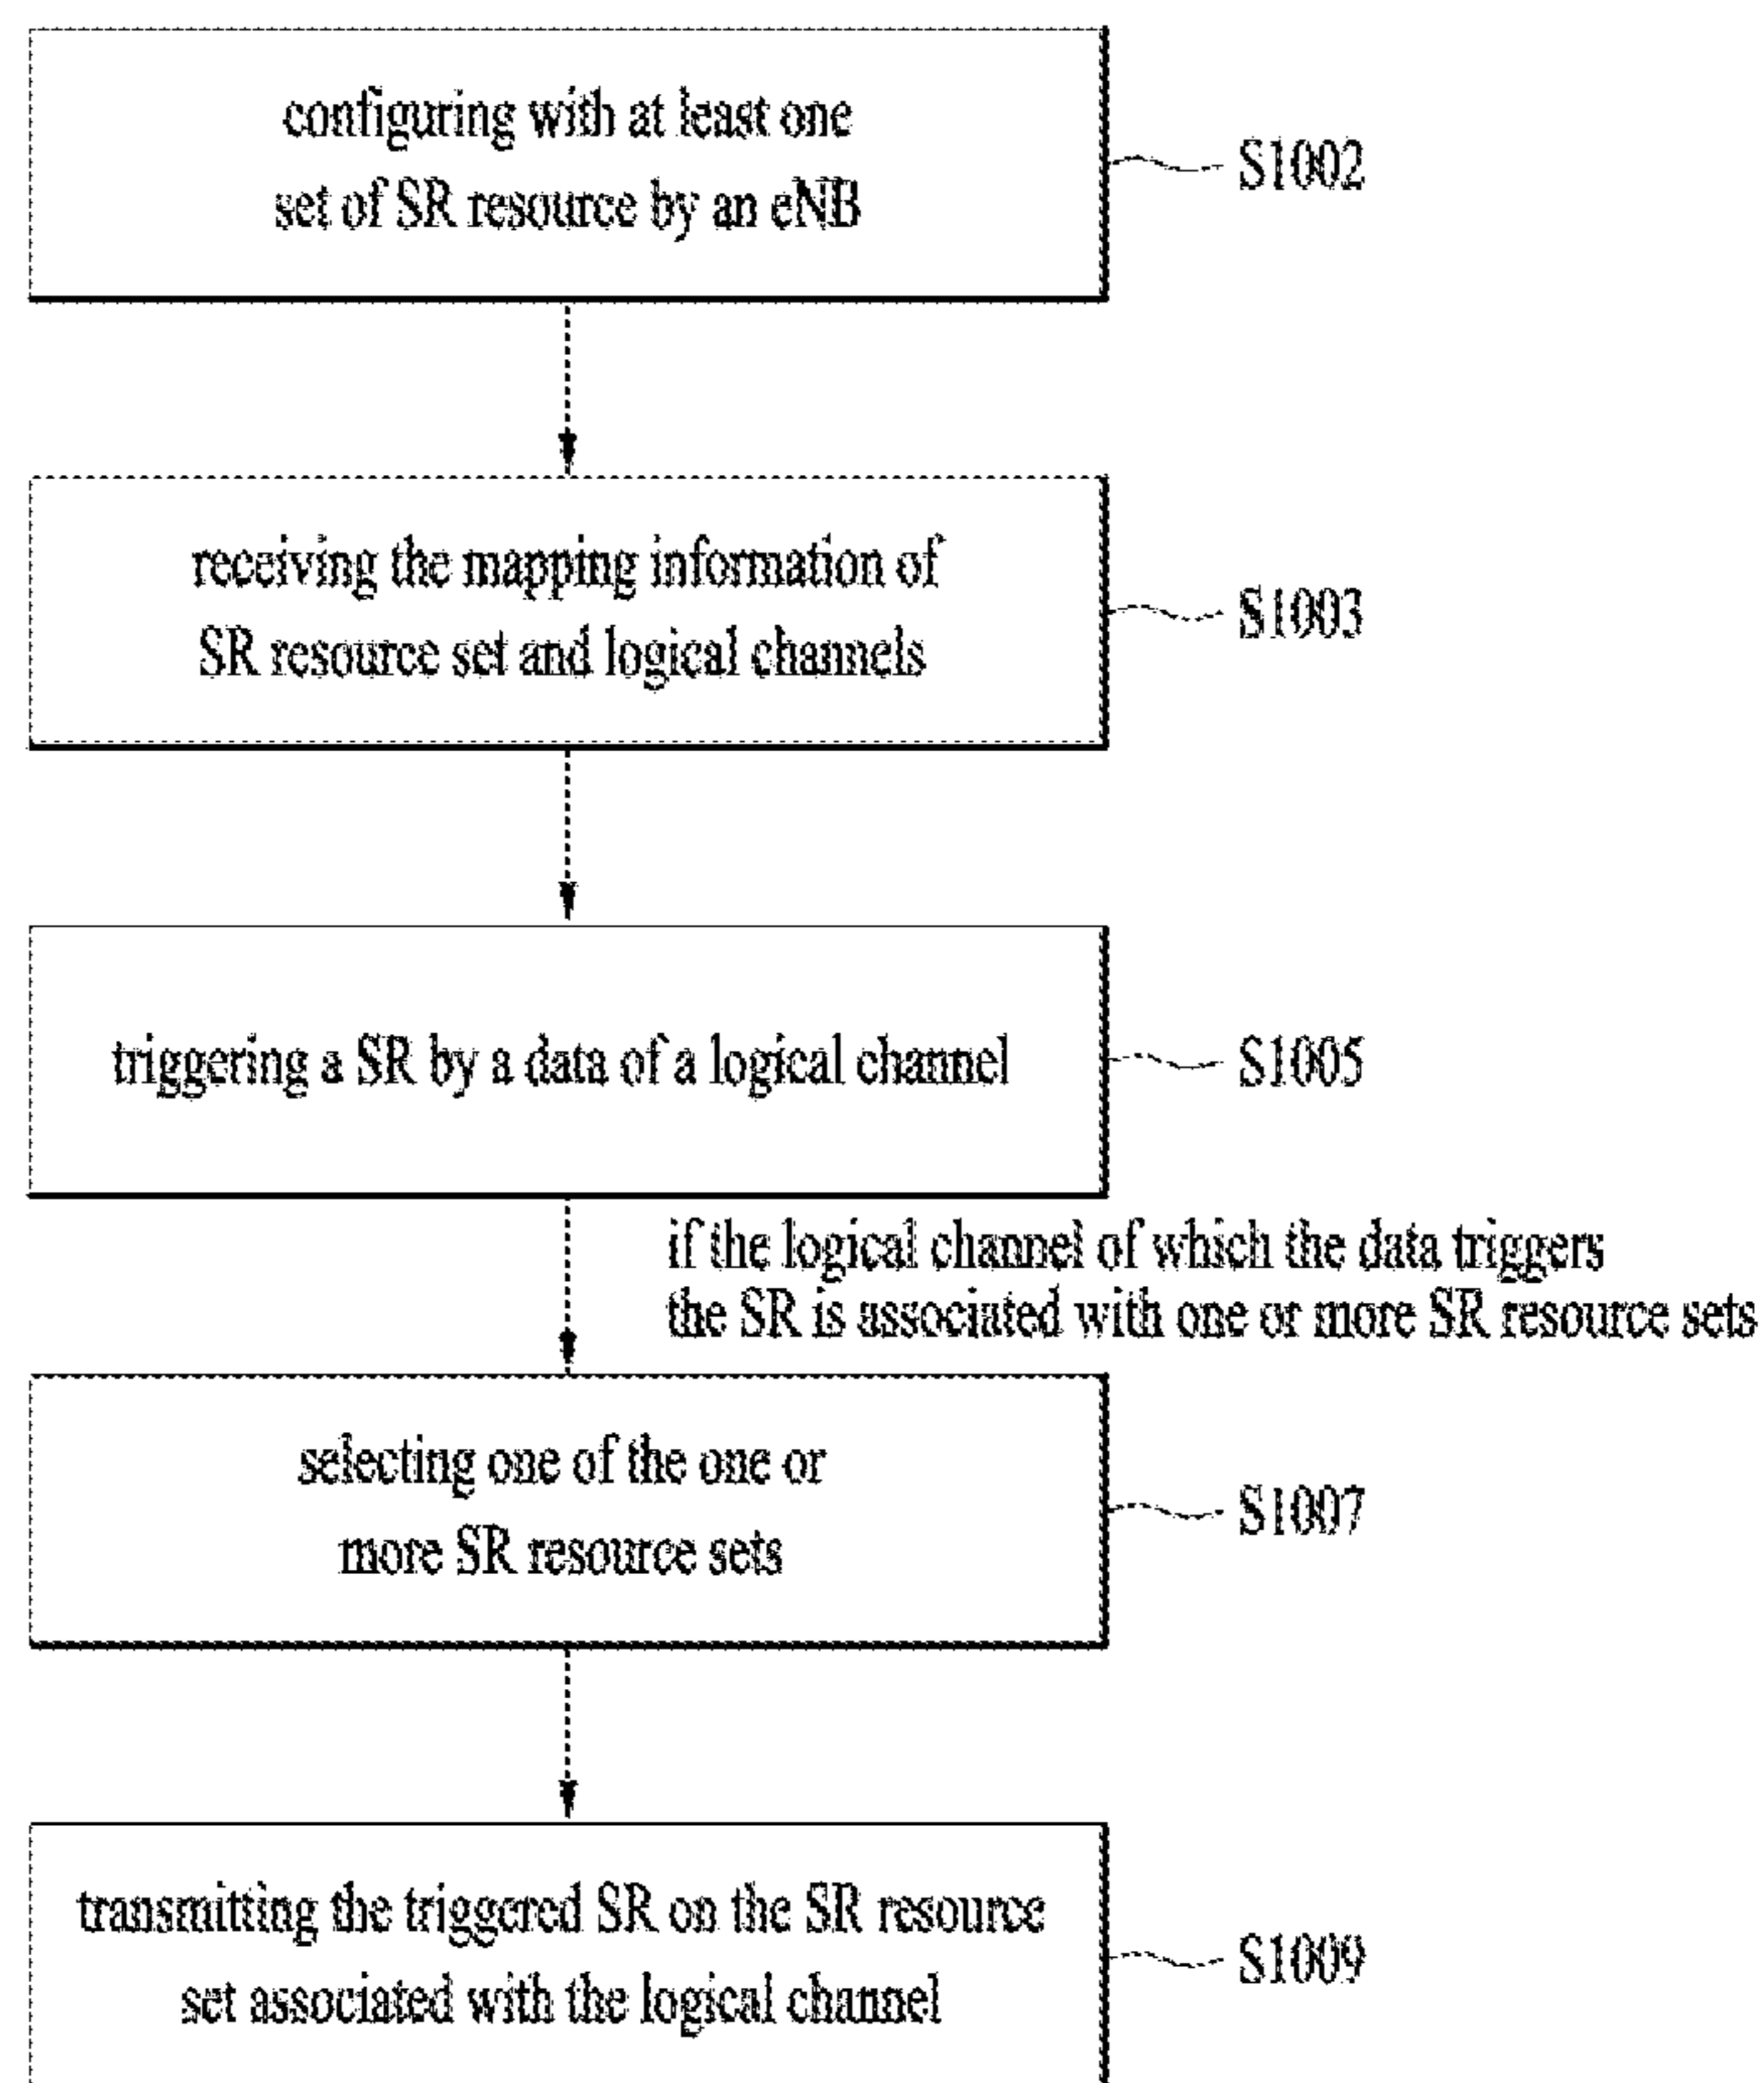 configuring with at least one
set of SR resource by an eNB
S1002
receiving the mapping information of
SR resource set and logical channels
S1003
triggering a SR by a data of a logical channel
S1005
if the logical channel of which the data triggers
the SR is associated with one or more SR resource sets
selecting one of the one or
more SR resource sets
S1007
transmitting the triggered SR on the SR resource
set associated with the logical channel
S1009